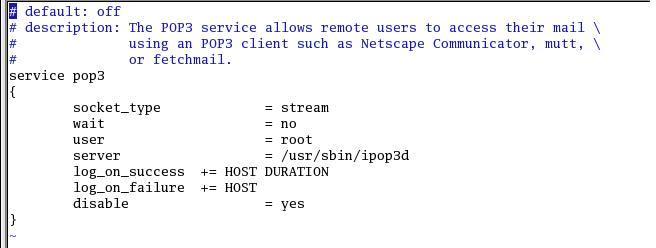 # default: off
# description: The POP3 service allows remote users to access their mail \
#              using an POP3 client such as Netscape Communicator, mutt, \
#              or fetchmail.
service pop3
{
        socket_type             = stream
        wait                    = no
        user                    = root
        server                  = /usr/sbin/ipop3d
        log_on_success  += HOST DURATION
        log_on_failure  += HOST
        disable                 = yes
}
~